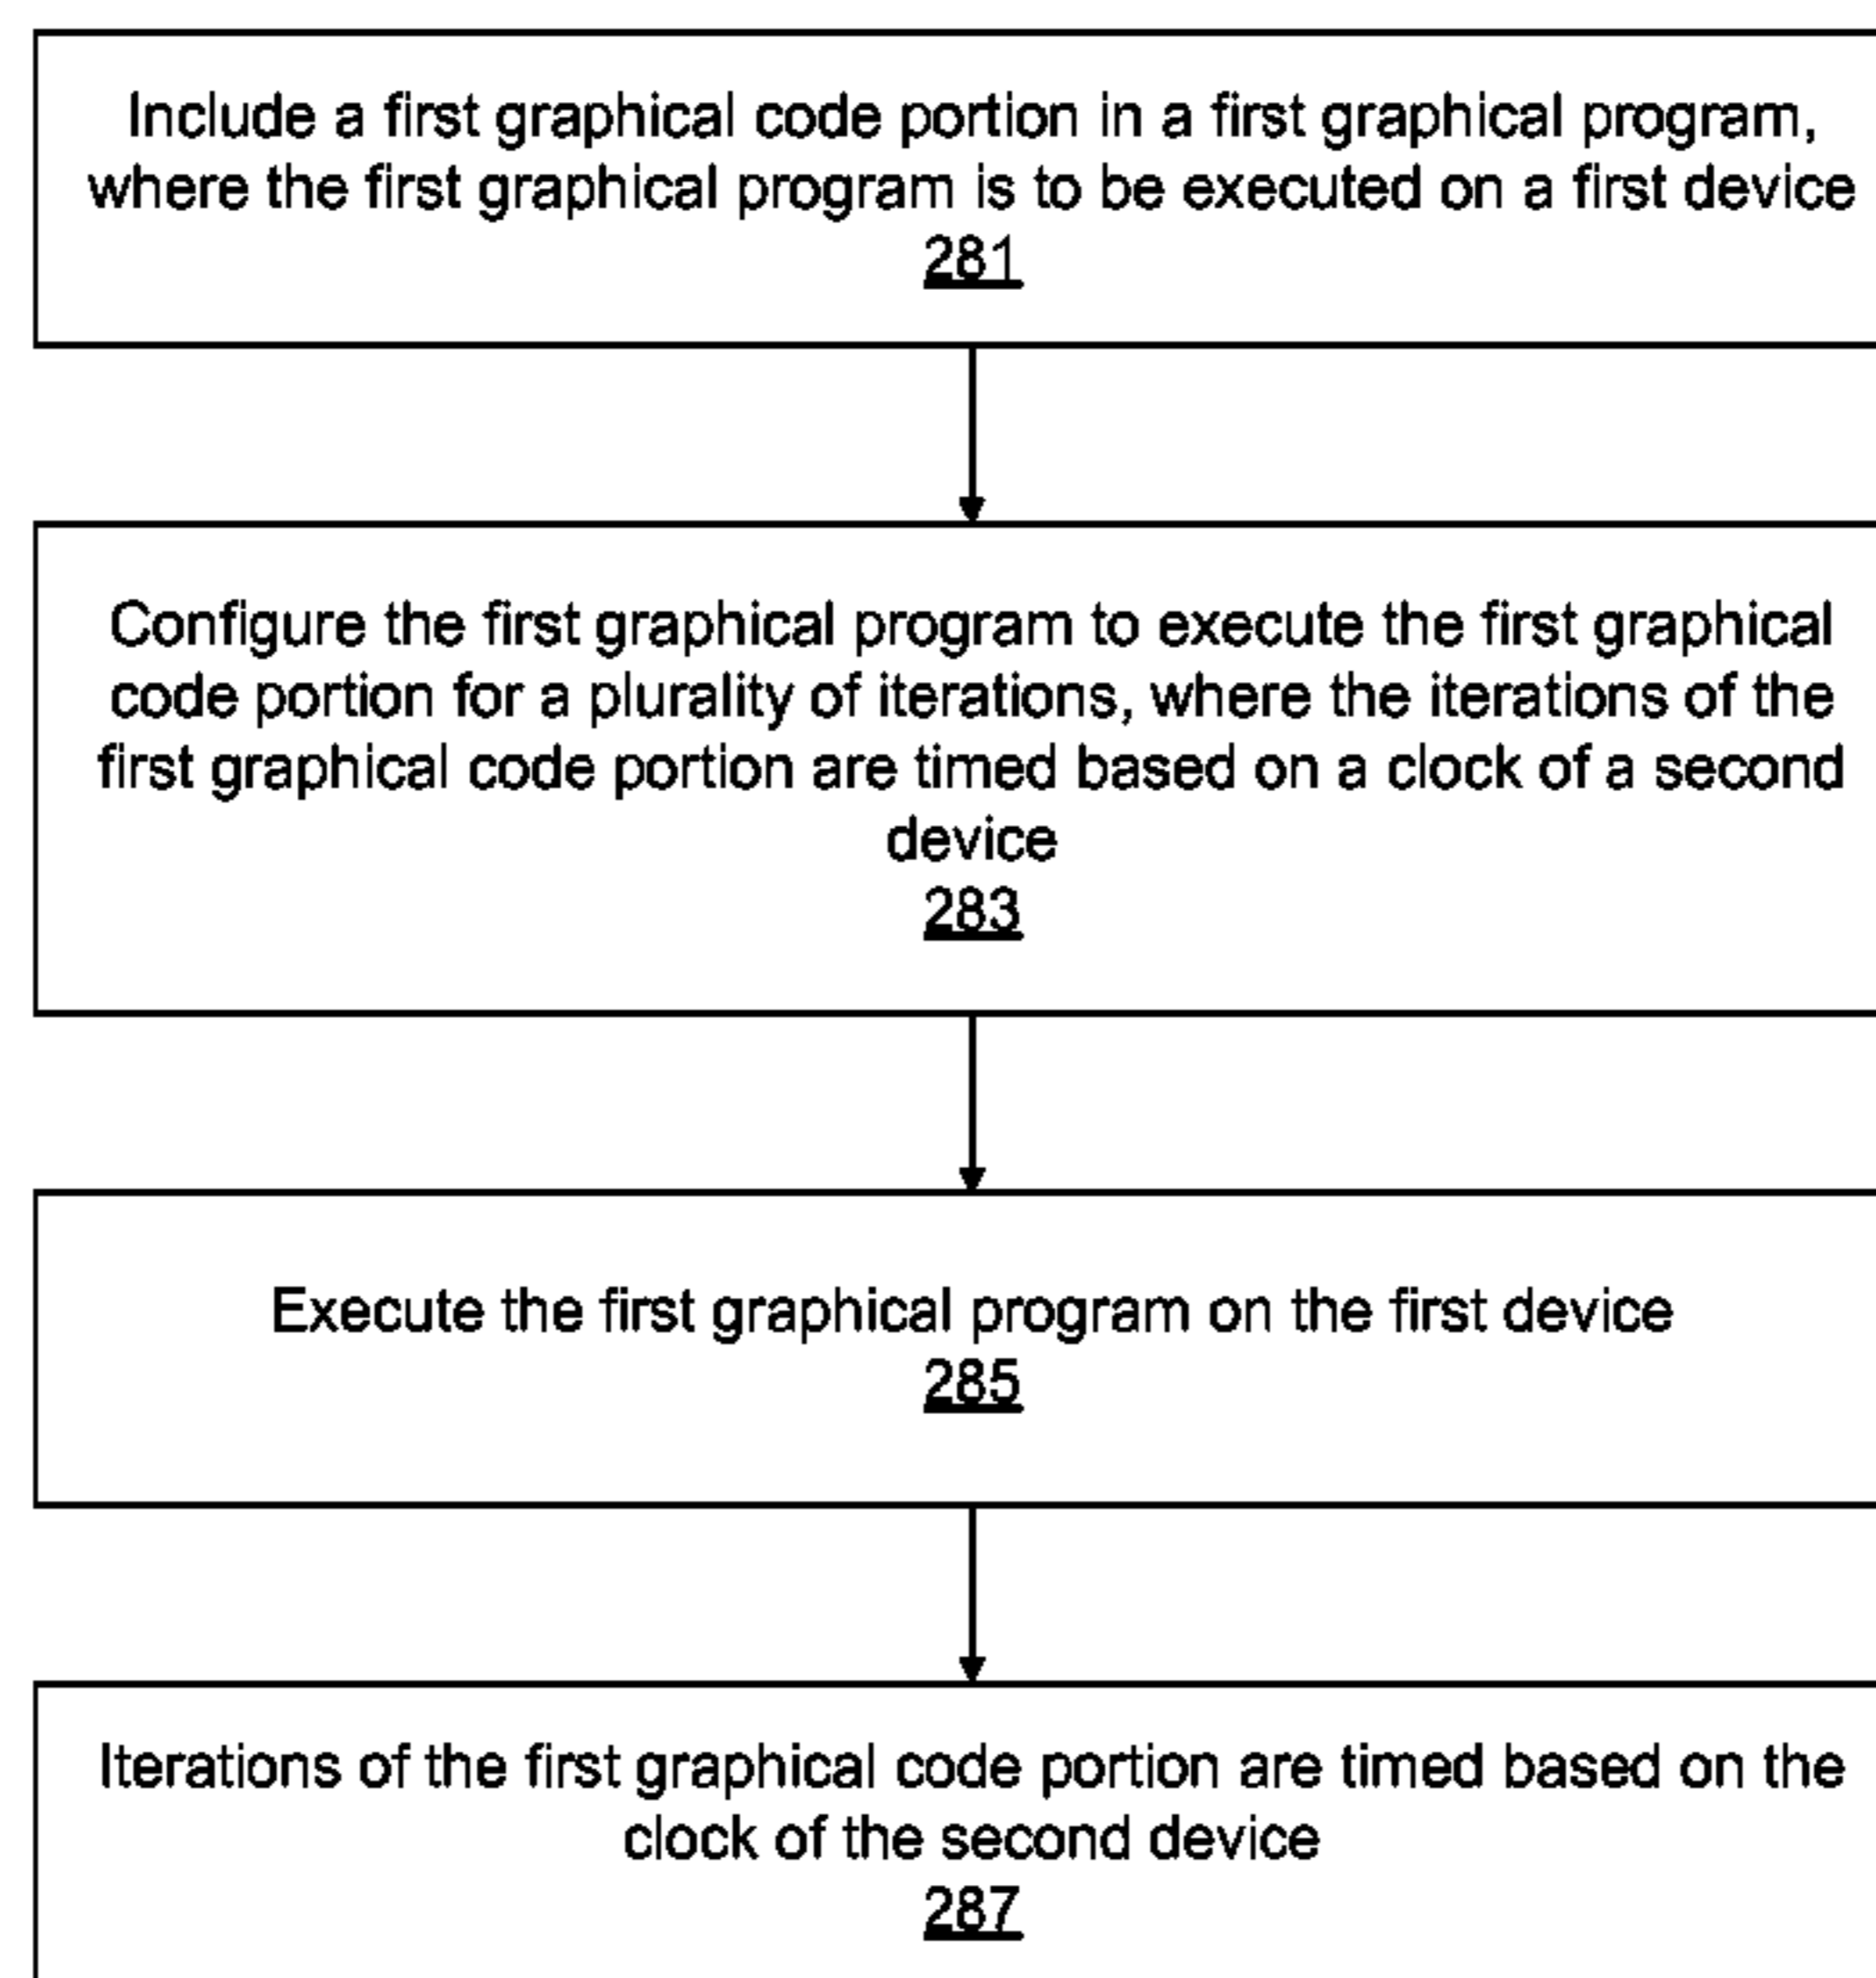 Include a first graphical code portion in a first graphical program,
where the first graphical program is to be executed on a first device
281
Configure the first graphical program to execute the first graphical
code portion for a plurality of iterations, where the iterations of the
first graphical code portion are timed based on a clock of a second
device
283
Execute the first graphical program on the first device
285
Iterations of the first graphical code portion are timed based on the
clock of the second device
287